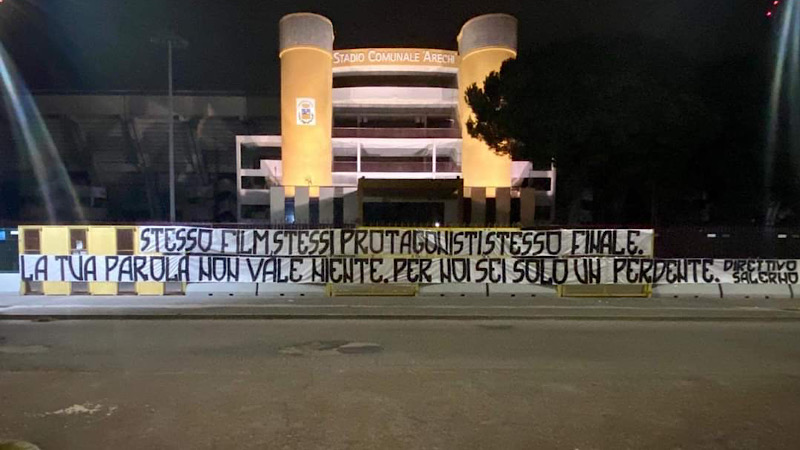 STADIO COMUNALE ARECHI
STESSO FILM STESSI PROTAGONISTI STESSO FINALE.
LA TUA PAROLA NON VALE NIENTE. PER NOI SEI SOLO UN PERDENTE.
DIRETTIVO
SALERNO